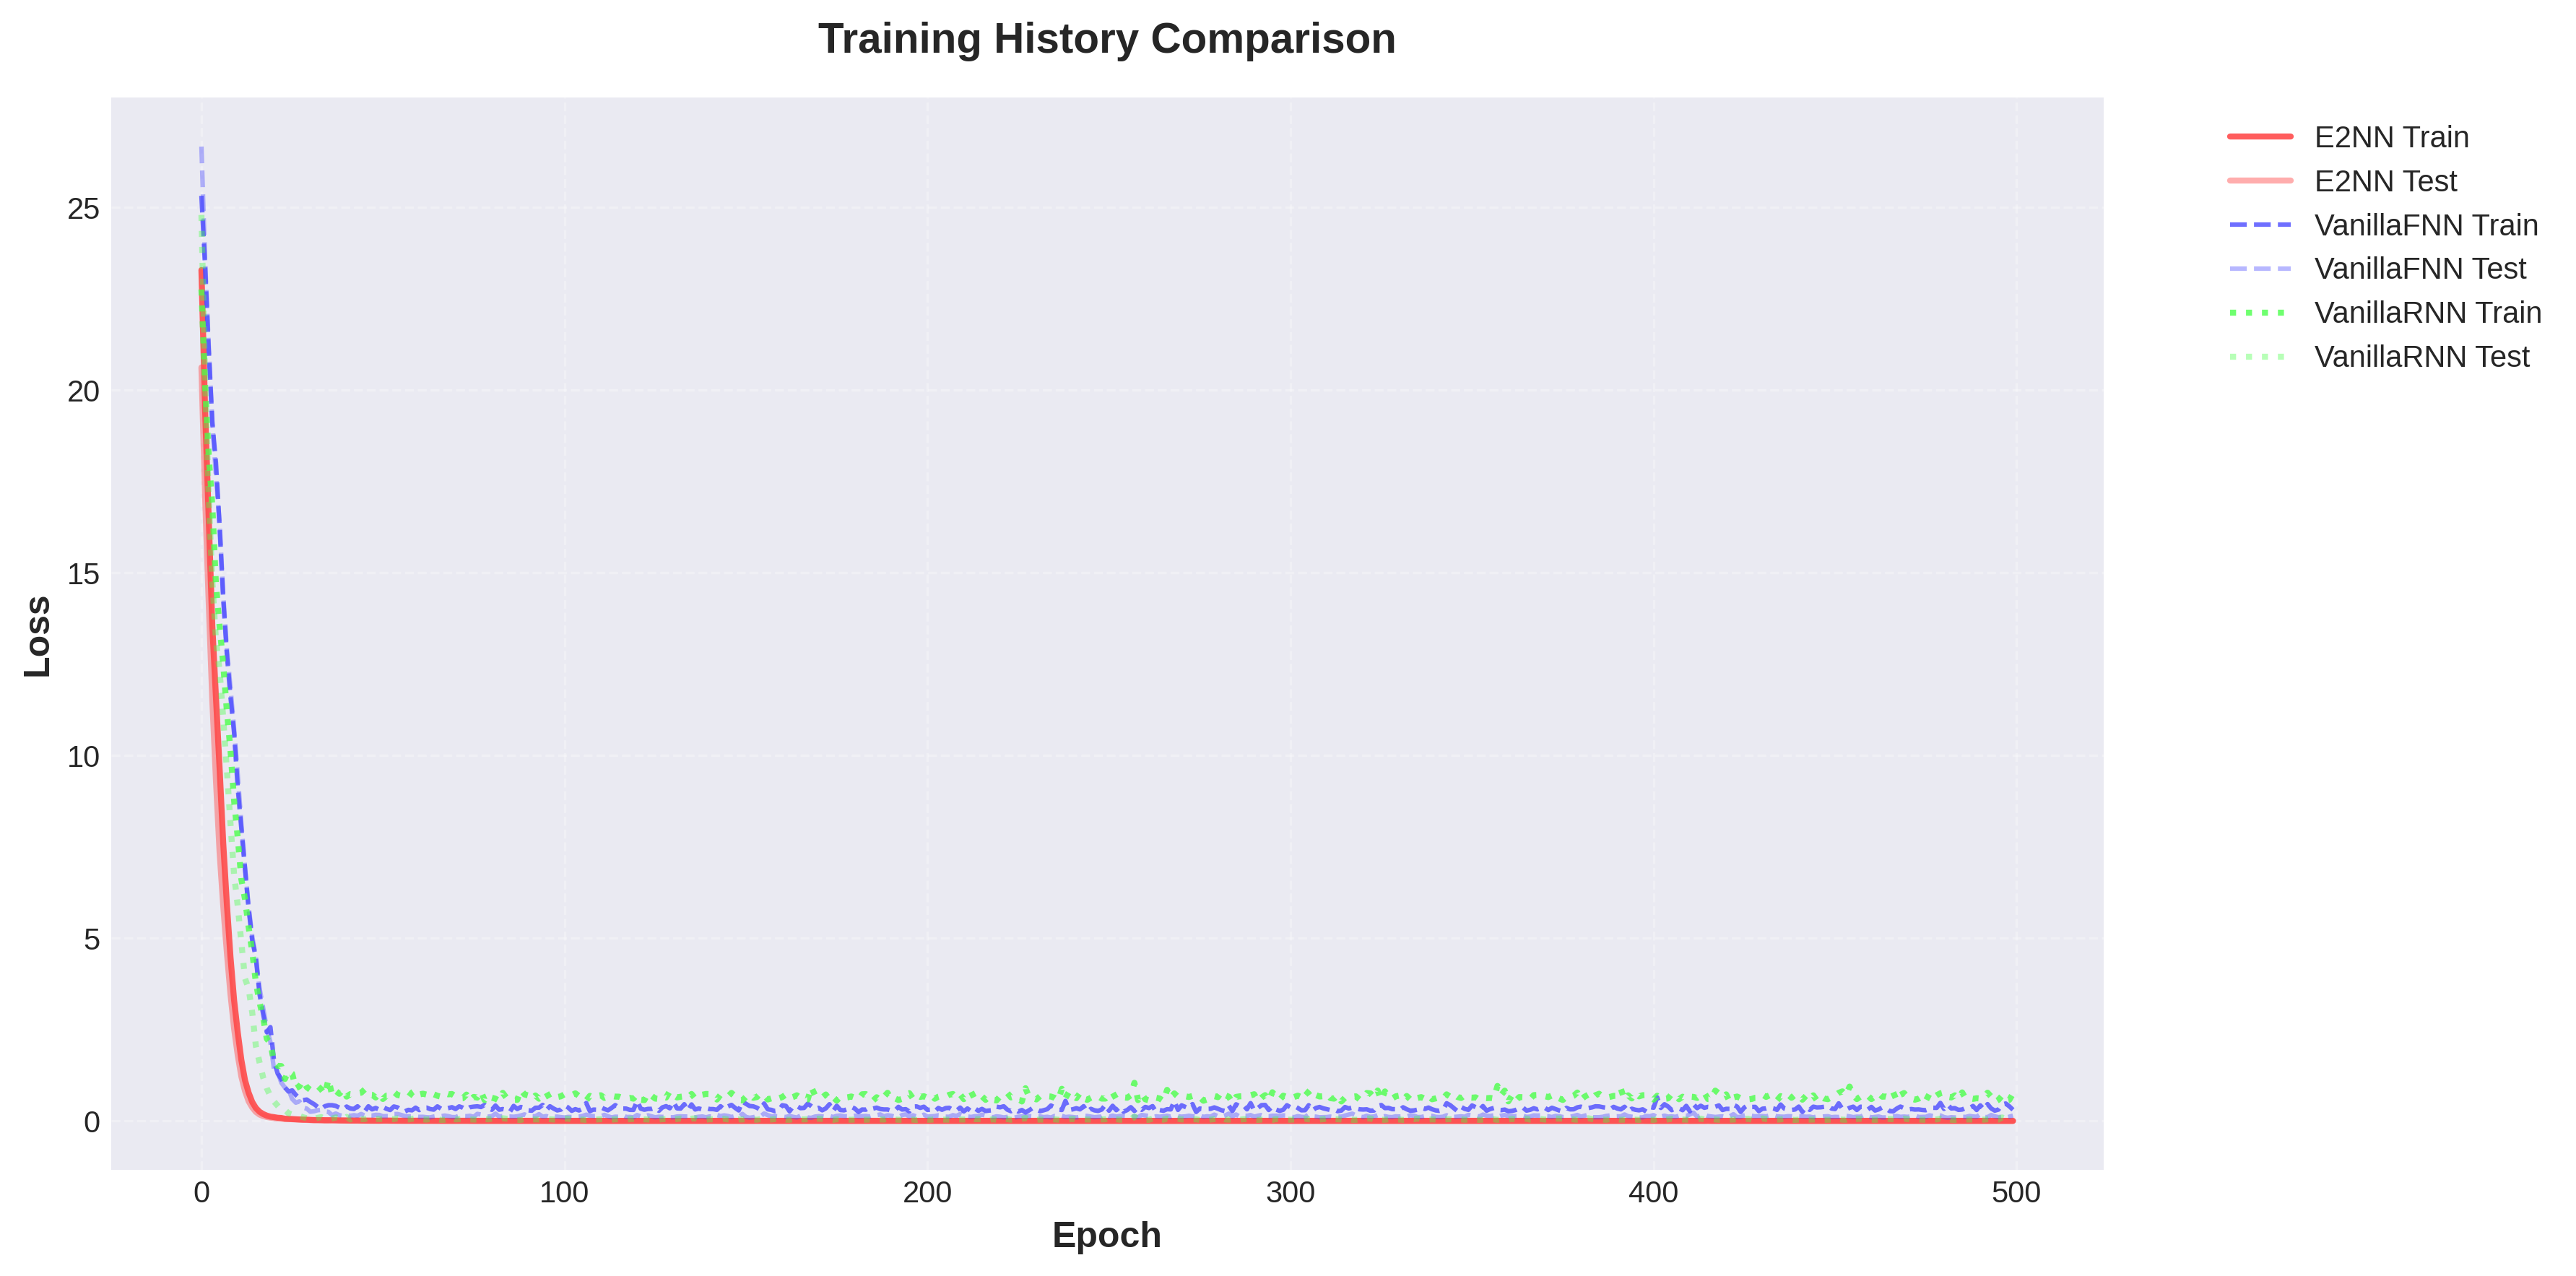 Training History Comparison
E2NN Train
E2NN Test
VanillaFNN Train
VanillaFNN Test
VanillaRNN Train
VanillaRNN Test
Loss
25
20
15
10
5
0
0 100 200 300 400 500
Epoch